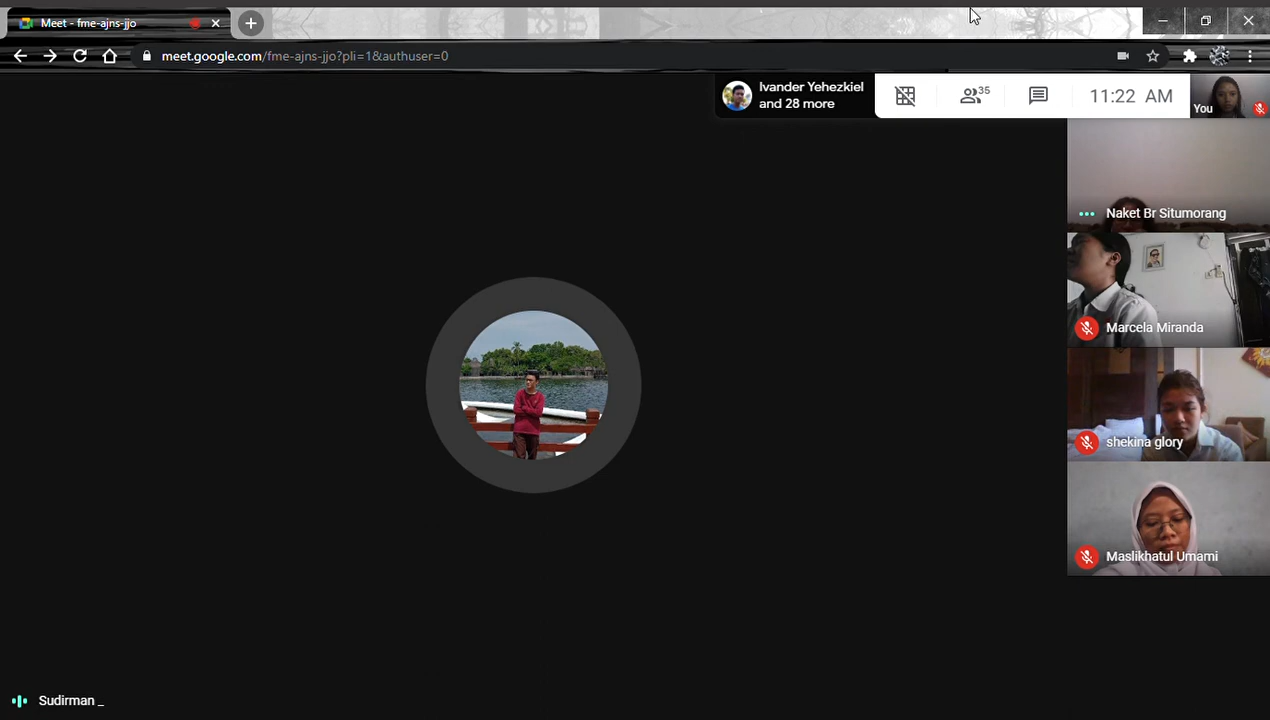 Meet - fme-ajns-jjo
meet.google.com/fme-ajns-jjo?pli=1&authuser=0
Ivander Yehezkiel
and 28 more
35
11:22 AM
You
Naket Br Situmorang
Marcela Miranda
shekina glory
Maslikhatul Umami
Sudirman _